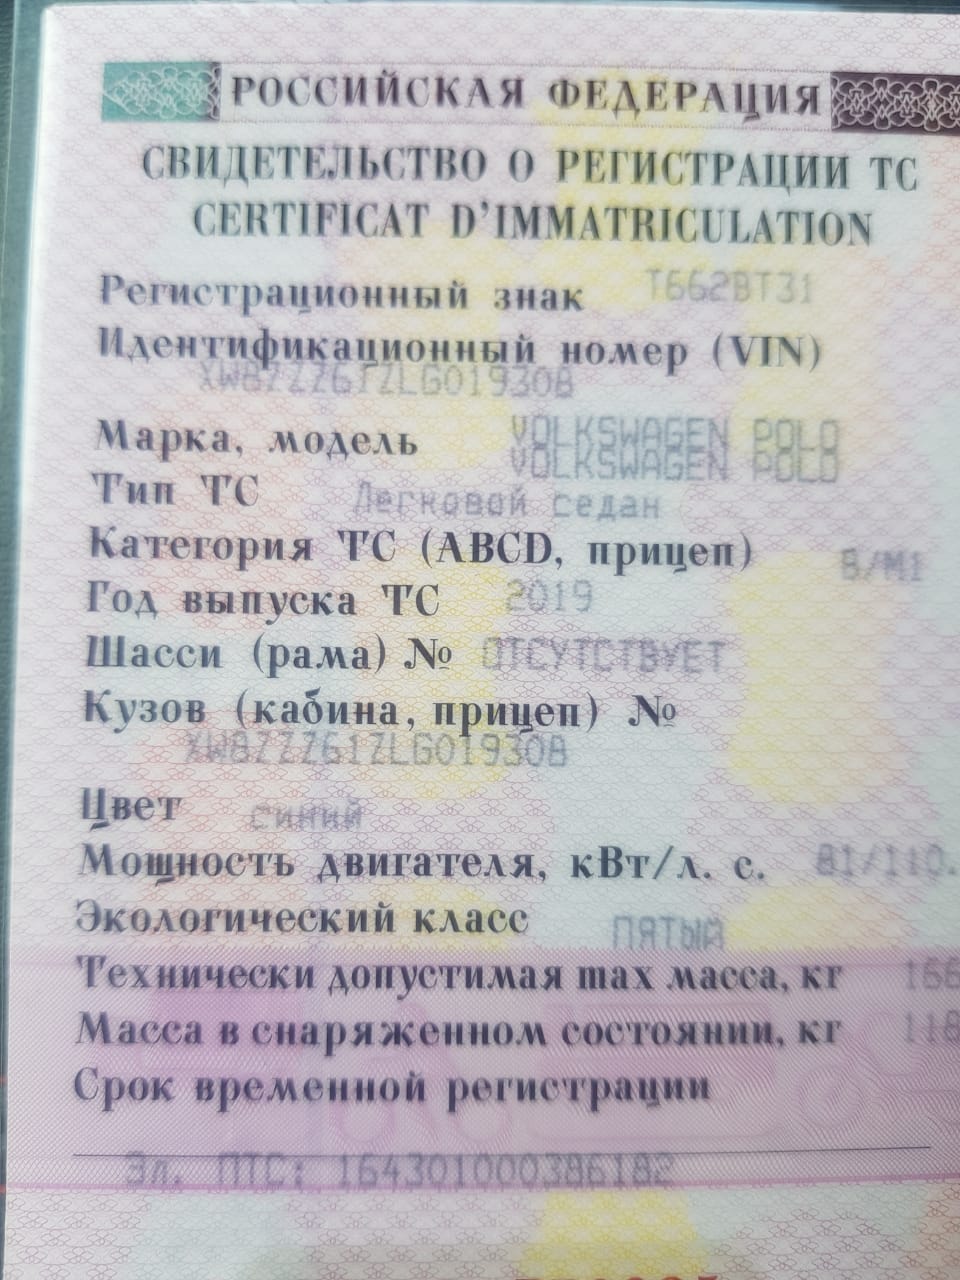 РОССИЙСКАЯ ФЕДЕРАЦИЯ
СВИДЕТЕЛЬСТВО О РЕГИСТРАЦИИ ТС
CERTIFICAT D'IMMATRICULATION
Регистрационный знак Т662ВТ31
Идентификационный номер (VIN)
XW8ZZZ61ZLG019308
Марка, модель VOLKSWAGEN POLO
VOLKSWAGEN POLO
Тип ТС Легковой седан
Категория ТС (ABCD, прицеп) B/M1
Год выпуска ТС 2019
Шасси (рама) № ОТСУТСТВУЕТ
Кузов (кабина, прицеп) №
XW8ZZZ61ZLG019308
Цвет синий
Мощность двигателя, кВт/л. с. 81/110.
Экологический класс ПЯТЫЙ
Технически допустимая max масса, кг
Масса в снаряженном состоянии, кг
Срок временной регистрации
Эл. ПТС: 164301000386182